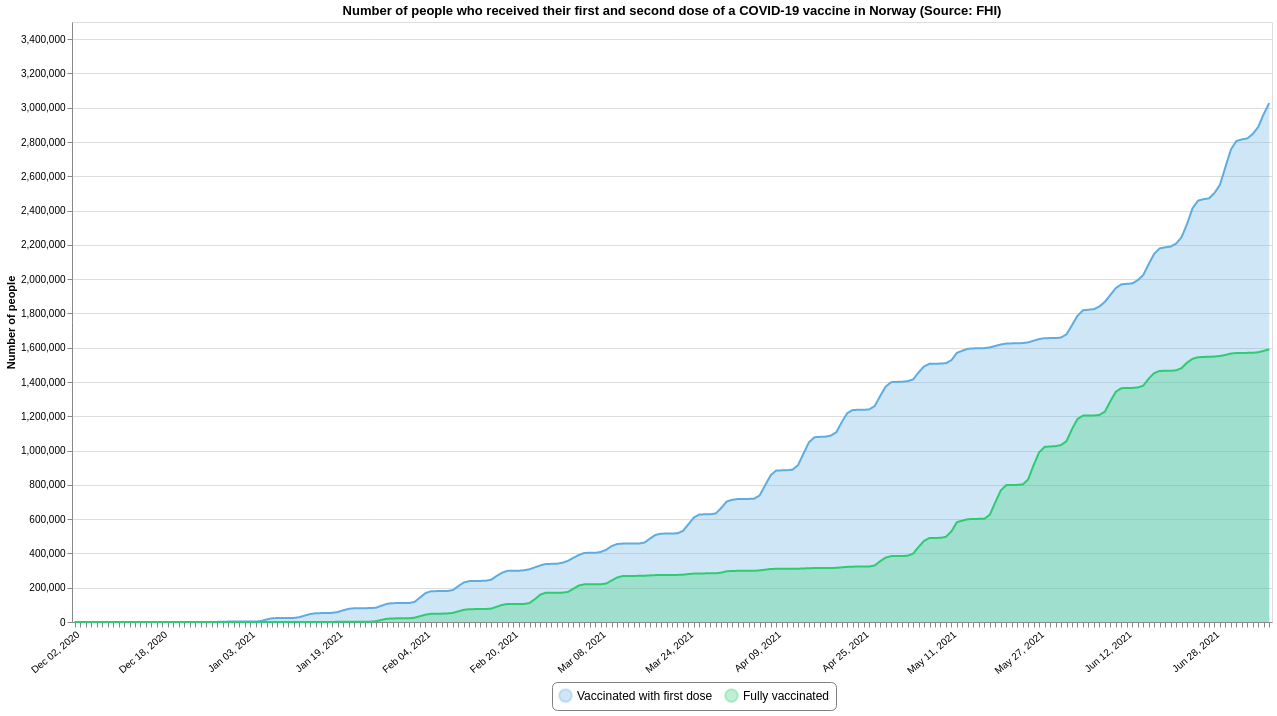 Number of people who received their first and second dose of a COVID-19 vaccine in Norway (Source: FHI)
Number of people
3,400,000
3,200,000
3,000,000
2,800,000
2,600,000
2,400,000
2,200,000
2,000,000
1,800,000
1,600,000
1,400,000
1,200,000
1,000,000
800,000
600,000
400,000
200,000
0
Dec 02, 2020
Dec 18, 2020
Jan 03, 2021
Jan 19, 2021
Feb 04, 2021
Feb 20, 2021
Mar 08, 2021
Mar 24, 2021
Apr 09, 2021
Apr 25, 2021
May 11, 2021
May 27, 2021
Jun 12, 2021
Jun 28, 2021
Vaccinated with first dose
Fully vaccinated